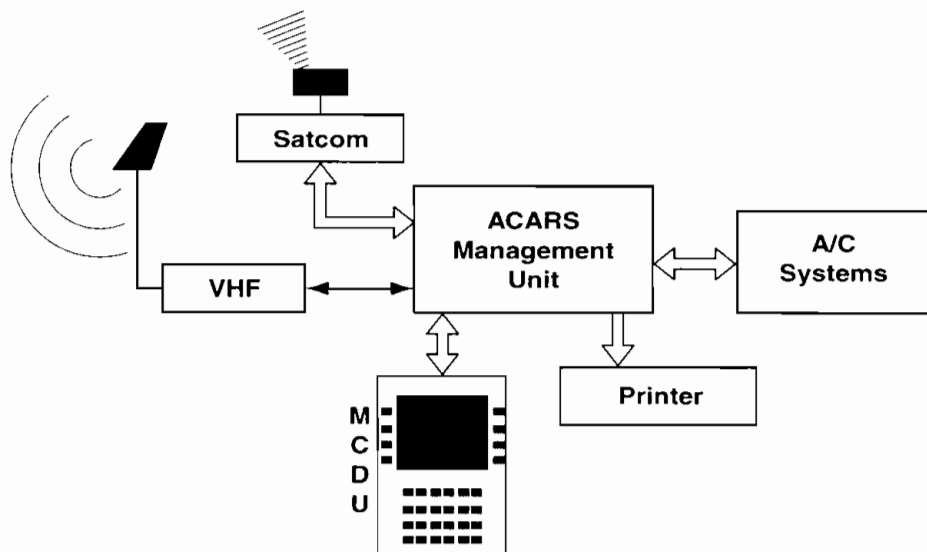 Satcom
ACARS
Management
Unit
A/C
Systems
VHF
Printer
M
C
D
U